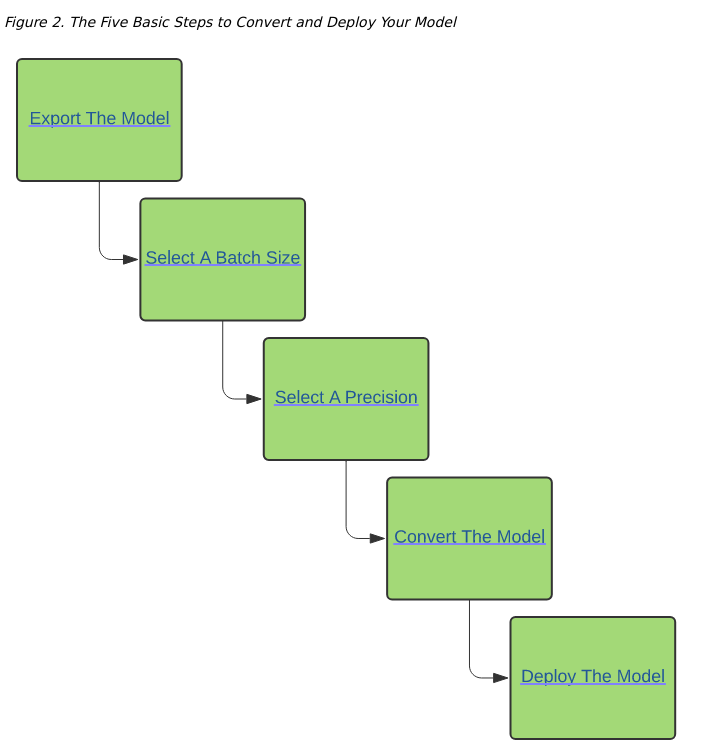 Figure 2. The Five Basic Steps to Convert and Deploy Your Model
Export The Model
Select A Batch Size
Select A Precision
Convert The Model
Deploy The Model